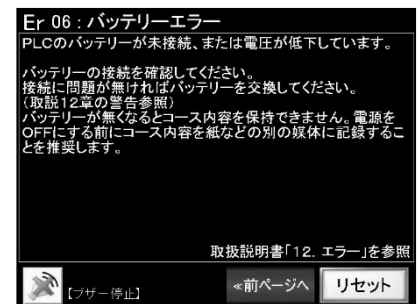 Er 06：バッテリーエラー
PLCのバッテリーが未接続、または電圧が低下しています。
バッテリーの接続を確認してください。
接続に問題が無ければバッテリーを交換してください。
（取説12章の警告参照）
バッテリーが無くなるとコース内容を保持できません。電源を
OFFにする前にコース内容を紙などの別の媒体に記録するこ
とを推奨します。
取扱説明書「12. エラー」を参照
【ブザー停止】
≪前ページへ
リセット